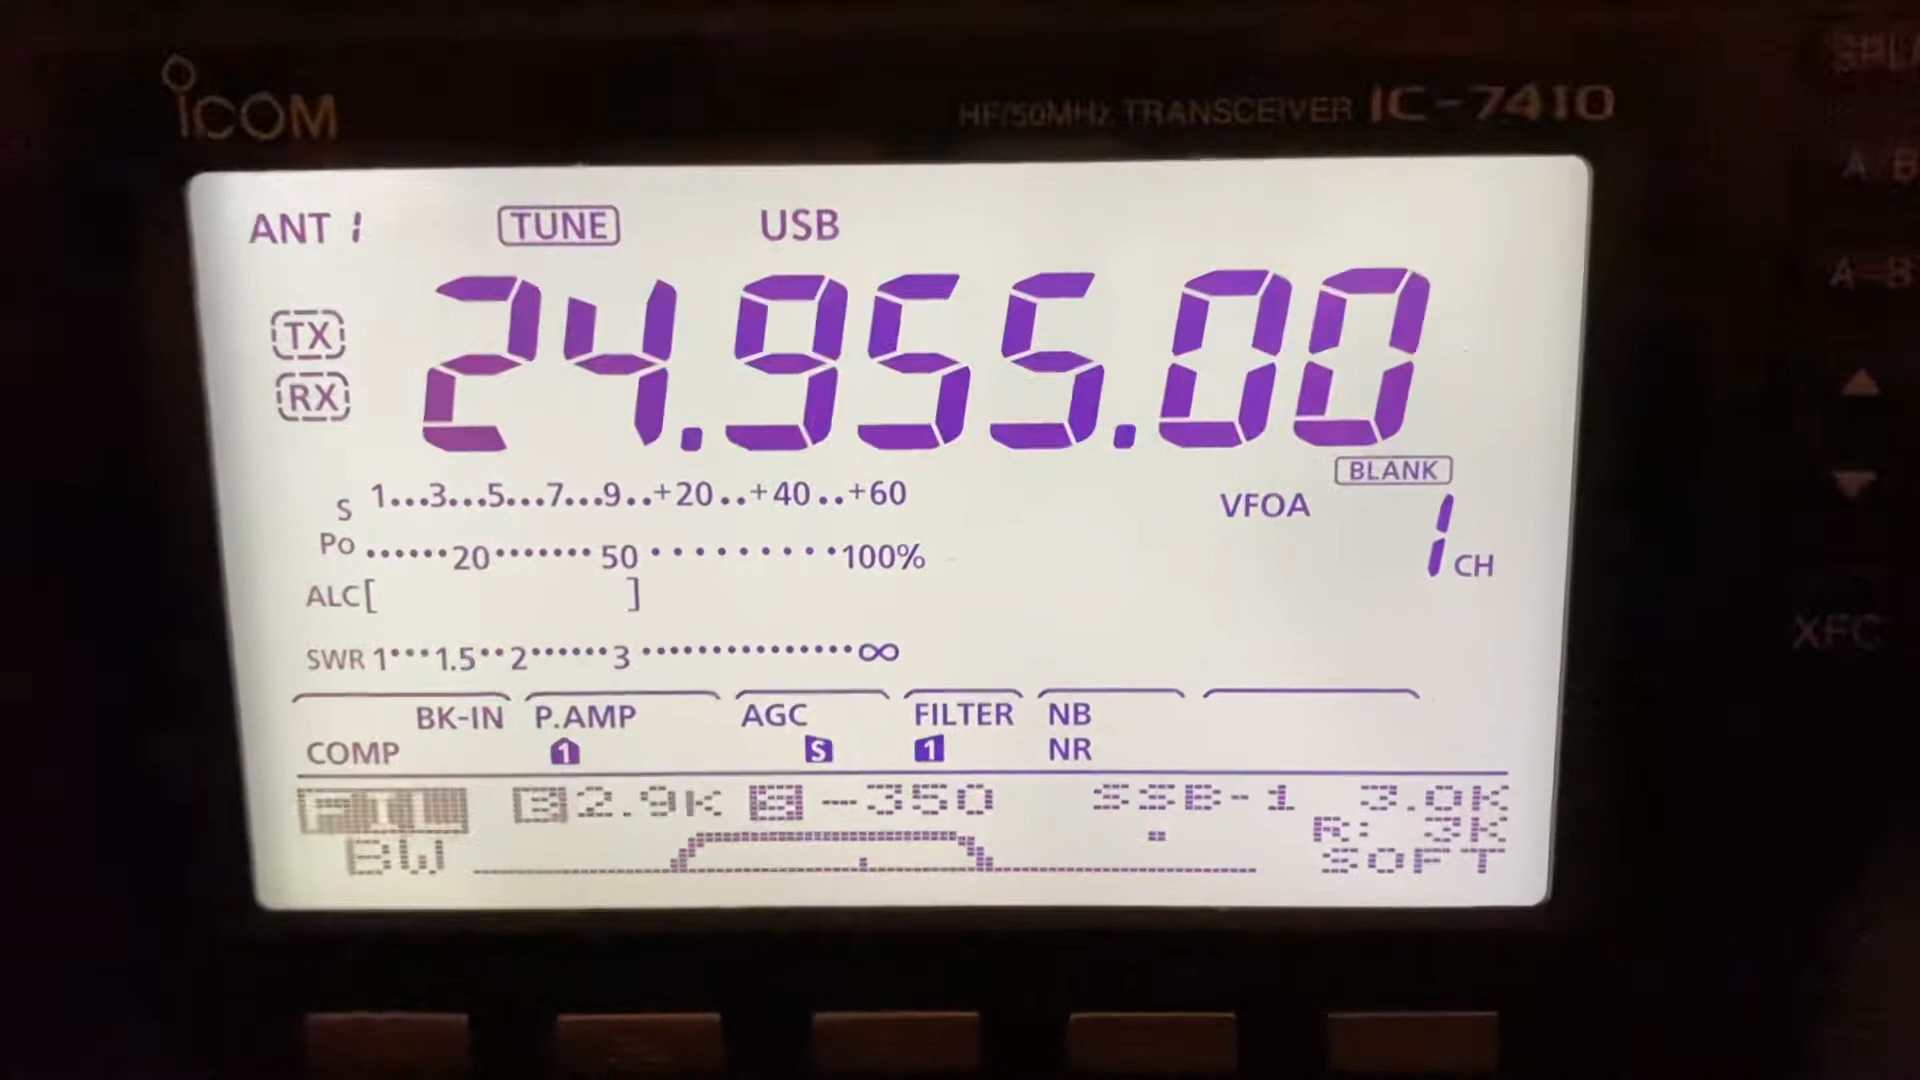 ICOM
HF/50MHz TRANSCEIVER IC-7410
ANT 1 TUNE USB
TX
RX
24.955.00
BLANK
VFOA
1 CH
S 1...3...5...7...9..+20..+40..+60
Po ······20·······50·········100%
ALC[ ]
SWR 1···1.5··2······3···············∞
BK-IN P.AMP AGC FILTER NB
COMP 1 S 1 NR
FIL B 2.9K S -350 SSB-1 3.0K
R: 3K
BW SOFT
A=B
XFC